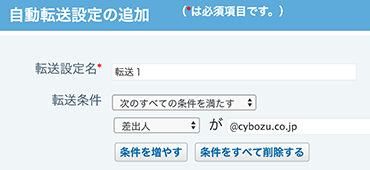 自動転送設定の追加 (*は必須項目です。)
転送設定名* 転送1
転送条件 次のすべての条件を満たす
差出人 が @cybozu.co.jp
条件を増やす 条件をすべて削除する